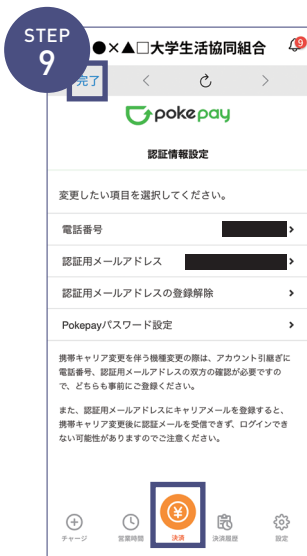 STEP
9
●×▲□大学生活協同組合
9
完了
pokepay
認証情報設定
変更したい項目を選択してください。
電話番号
認証用メールアドレス
認証用メールアドレスの登録解除
Pokepayパスワード設定
携帯キャリア変更を伴う機種変更の際は、アカウント引継ぎに
電話番号、認証用メールアドレスの双方の確認が必要ですの
で、どちらも事前にご登録ください。
また、認証用メールアドレスにキャリアメールを登録すると、
携帯キャリア変更後に認証メールを受信できず、ログインでき
ない可能性がありますのでご注意ください。
チャージ
営業時間
決済
決済履歴
設定